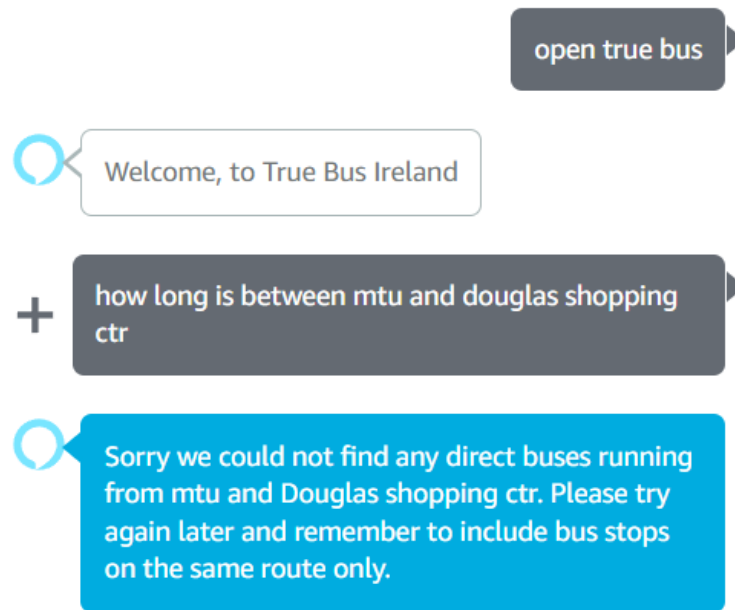 open true bus
Welcome, to True Bus Ireland
how long is between mtu and douglas shopping
ctr
Sorry we could not find any direct buses running
from mtu and Douglas shopping ctr. Please try
again later and remember to include bus stops
on the same route only.